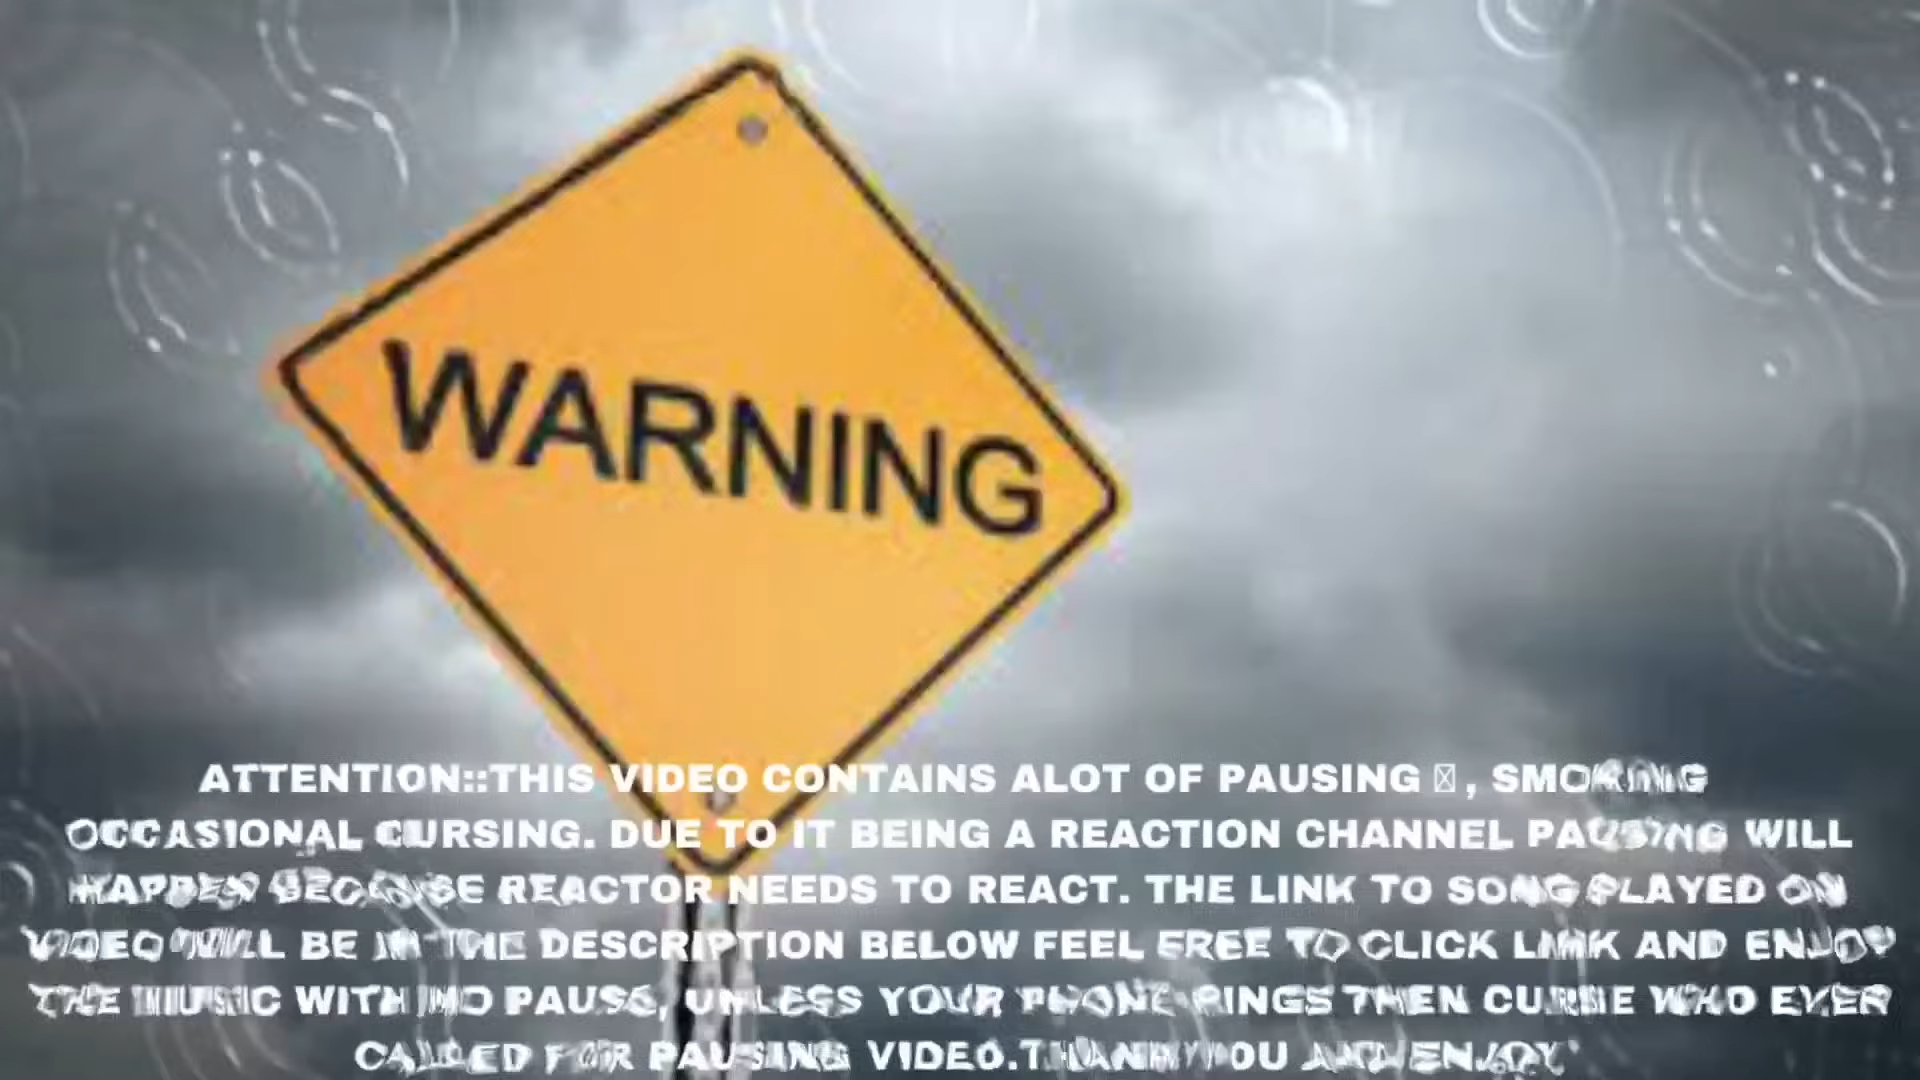 WARNING
ATTENTION::THIS VIDEO CONTAINS ALOT OF PAUSING , SMOKING
OCCASIONAL CURSING. DUE TO IT BEING A REACTION CHANNEL PAUSING WILL
HAPPEN BECAUSE REACTOR NEEDS TO REACT. THE LINK TO SONG PLAYED ON
VIDEO WILL BE IN THE DESCRIPTION BELOW FEEL FREE TO CLICK LINK AND ENJOY
THE MUSIC WITH NO PAUSE, UNLESS YOUR PHONE RINGS THEN CURSE WHO EVER
CALLED FOR PAUSING VIDEO.THANK YOU AND ENJOY